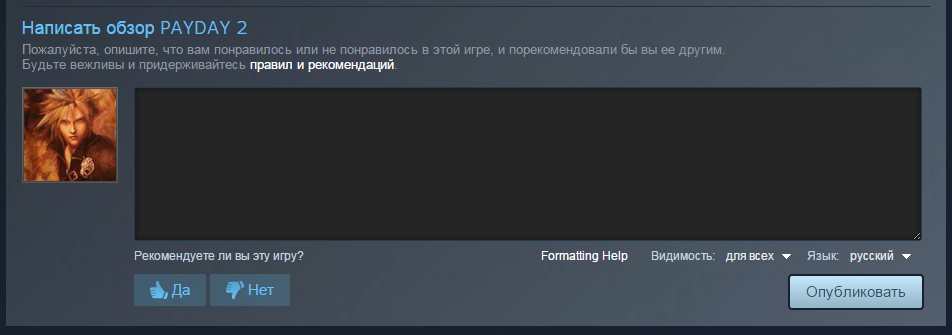 Написать обзор PAYDAY 2
Пожалуйста, опишите, что вам понравилось или не понравилось в этой игре, и порекомендовали бы вы ее другим.
Будьте вежливы и придерживайтесь правил и рекомендаций.
Рекомендуете ли вы эту игру? Formatting Help Видимость: для всех Язык: русский
Да Нет Опубликовать